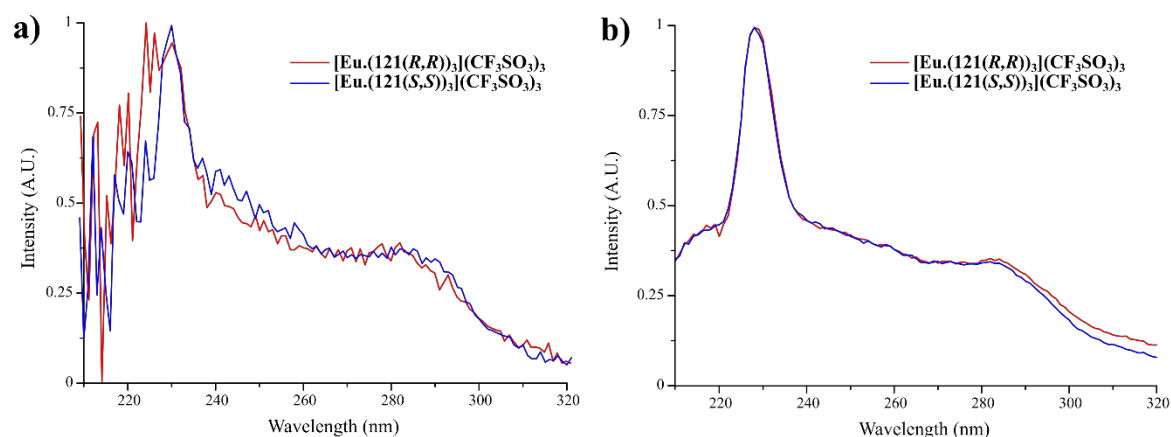 a)
1
0.75
0.5
0.25
0
Intensity (A.U.)
[Eu.(121(R,R))₃](CF₃SO₃)₃
[Eu.(121(S,S))₃](CF₃SO₃)₃
220
240
260
280
300
320
Wavelength (nm)
b)
1
0.75
0.5
0.25
0
Intensity (A.U.)
[Eu.(121(R,R))₃](CF₃SO₃)₃
[Eu.(121(S,S))₃](CF₃SO₃)₃
220
240
260
280
300
320
Wavelength (nm)